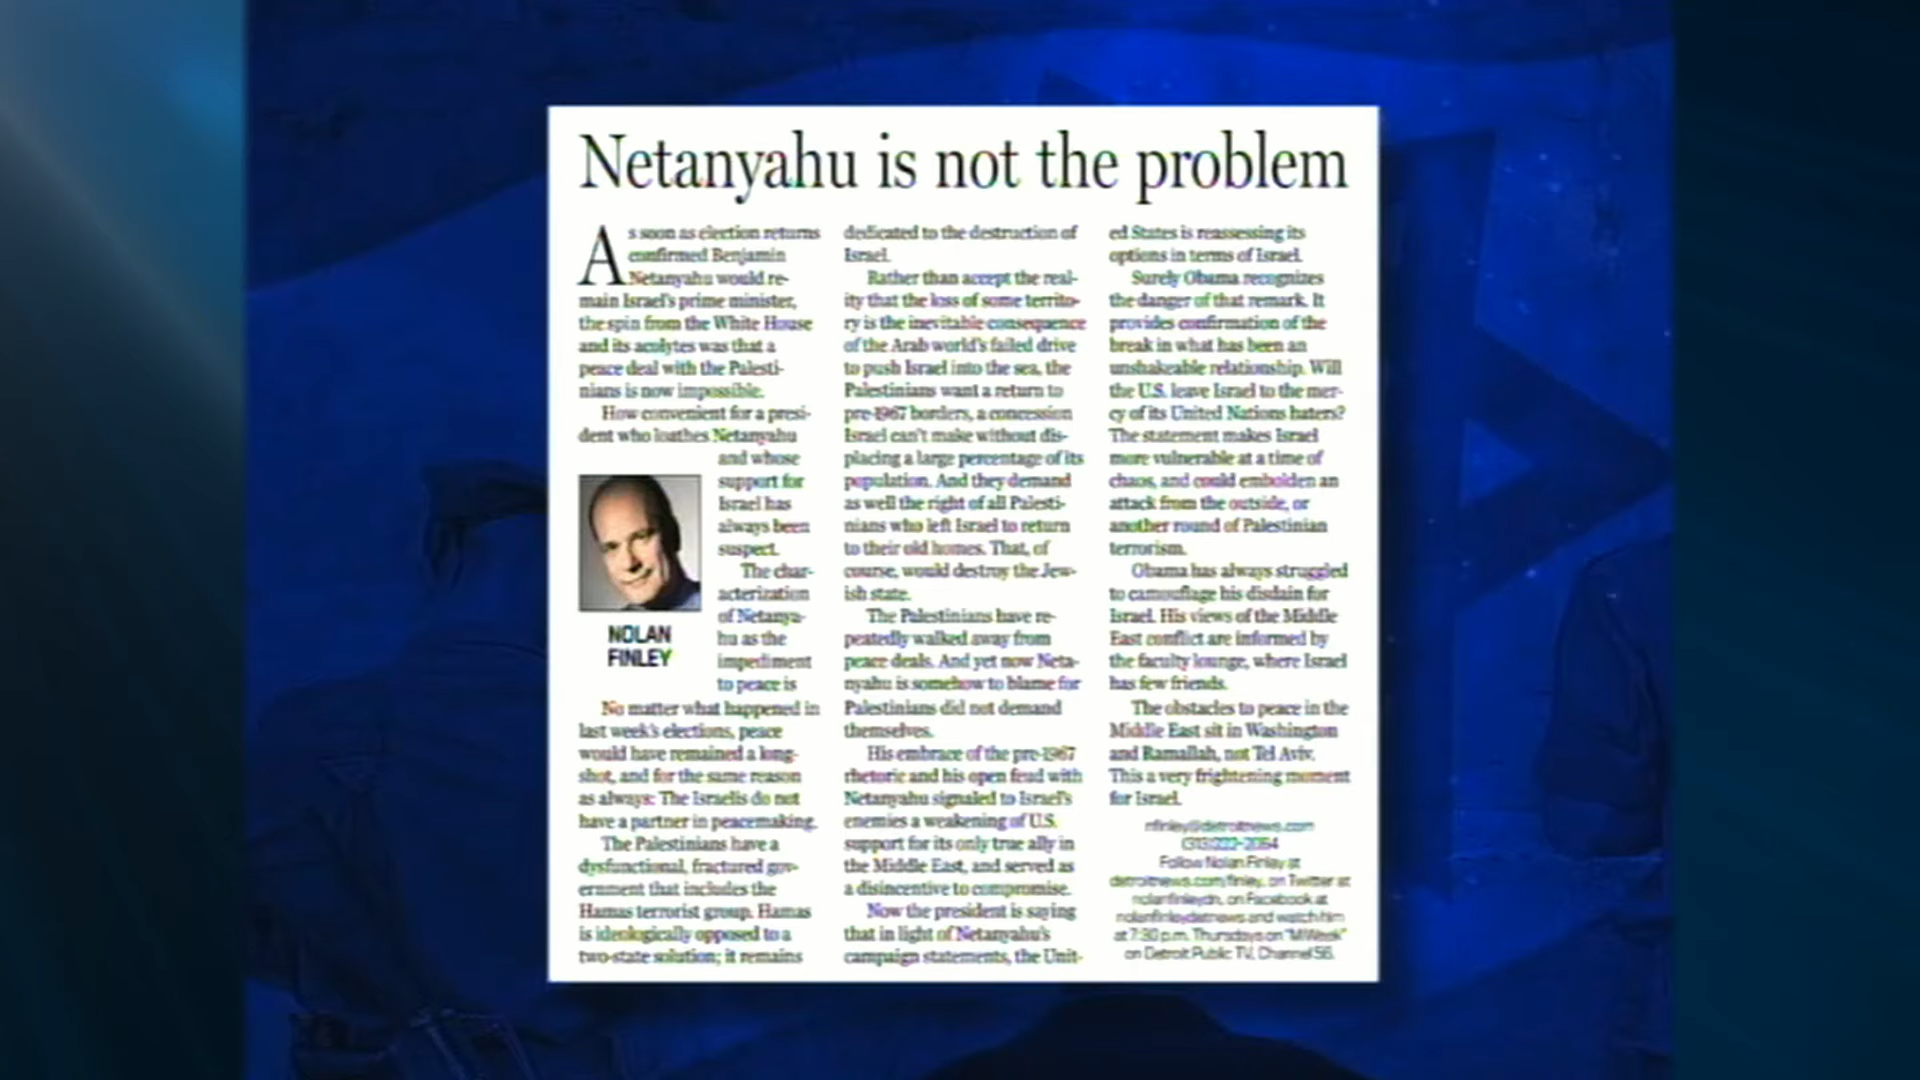 Netanyahu is not the problem
As soon as election returns
confirmed Benjamin
Netanyahu would re-
main Israel's prime minister,
the spin from the White House
and its acolytes was that a
peace deal with the Palesti-
nians is now impossible.
How convenient for a presi-
dent who loathes Netanyahu
and whose
support for
Israel has
always been
suspect.
The char-
acterization
of Netanya-
hu as the
impediment
to peace is
NOLAN
FINLEY
No matter what happened in
last week's elections, peace
would have remained a long-
shot, and for the same reason
as always: The Israelis do not
have a partner in peacemaking.
The Palestinians have a
dysfunctional, fractured gov-
ernment that includes the
Hamas terrorist group. Hamas
is ideologically opposed to a
two-state solution; it remains
dedicated to the destruction of
Israel.
Rather than accept the real-
ity that the loss of some territo-
ry is the inevitable consequence
of the Arab world's failed drive
to push Israel into the sea, the
Palestinians want a return to
pre-1967 borders, a concession
Israel can't make without dis-
placing a large percentage of its
population. And they demand
as well the right of all Palesti-
nians who left Israel to return
to their old homes. That, of
course, would destroy the Jew-
ish state.
The Palestinians have re-
peatedly walked away from
peace deals. And yet now Neta-
nyahu is somehow to blame for
Palestinians did not demand
themselves.
His embrace of the pre-1967
rhetoric and his open feud with
Netanyahu signaled to Israel's
enemies a weakening of U.S.
support for its only true ally in
the Middle East, and served as
a disincentive to compromise.
Now the president is saying
that in light of Netanyahu's
campaign statements, the Unit-
ed States is reassessing its
options in terms of Israel.
Surely Obama recognizes
the danger of that remark. It
provides confirmation of the
break in what has been an
unshakeable relationship. Will
the U.S. leave Israel to the mer-
cy of its United Nations haters?
The statement makes Israel
more vulnerable at a time of
chaos, and could embolden an
attack from the outside, or
another round of Palestinian
terrorism.
Obama has always struggled
to camouflage his disdain for
Israel. His views of the Middle
East conflict are informed by
the faculty lounge, where Israel
has few friends.
The obstacles to peace in the
Middle East sit in Washington
and Ramallah, not Tel Aviv.
This a very frightening moment
for Israel.
nfinley@detroitnews.com
(313) 222-2064
Follow Nolan Finley at
detroitnews.com/finley, on Twitter at
nolanfinleydn, on Facebook at
nolanfinleydetnews and watch him
at 7:30 p.m. Thursdays on "MiWeek"
on Detroit Public TV, Channel 56.